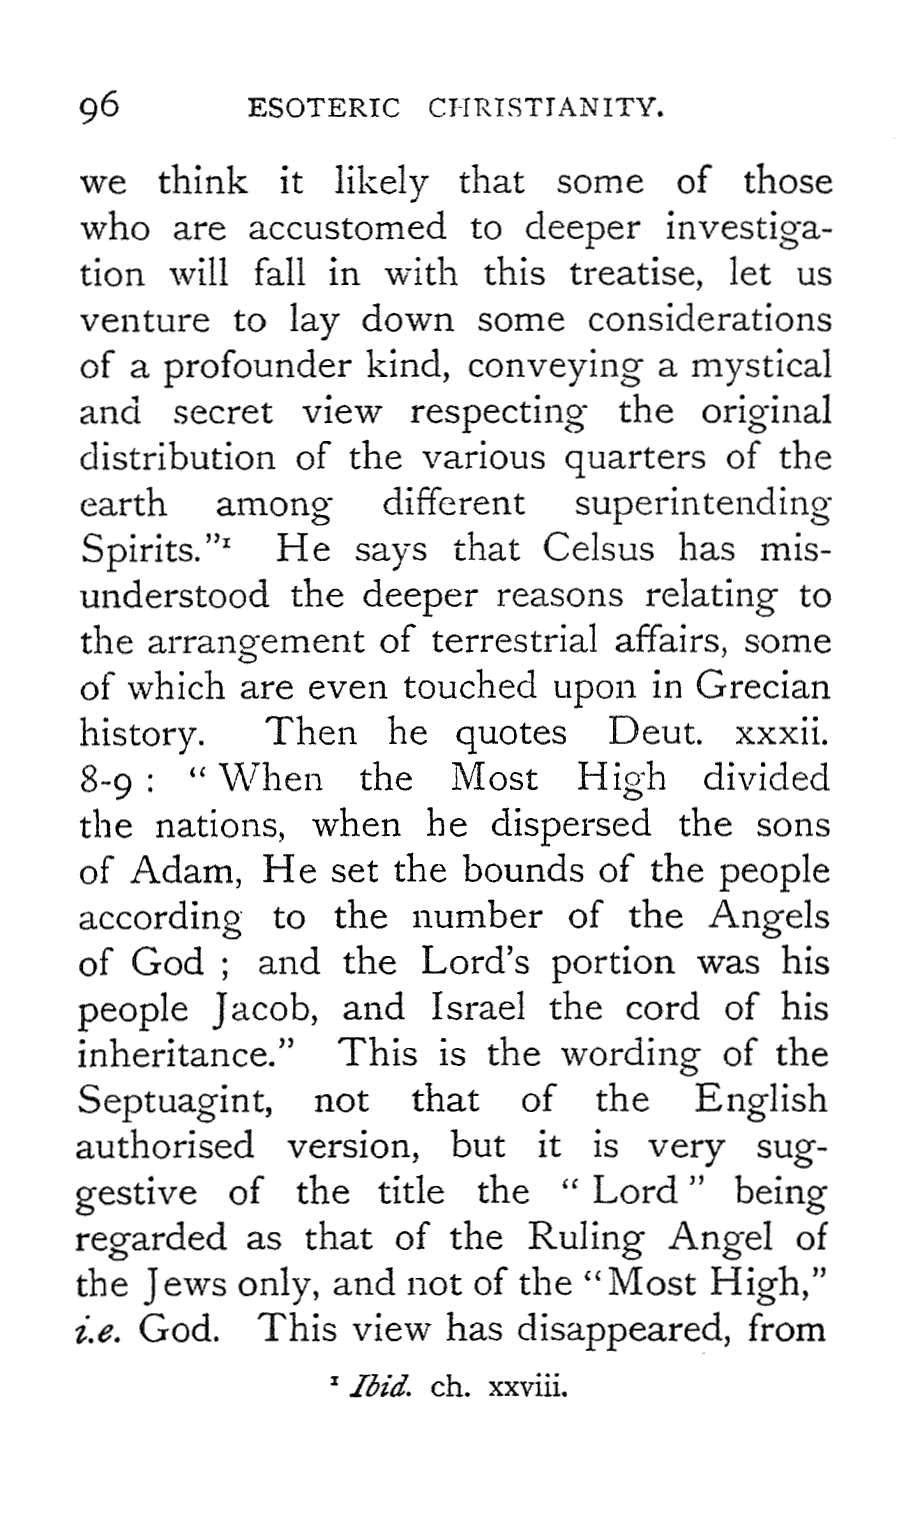 96 ESOTERIC CHRISTIANITY.
we think it likely that some of those
who are accustomed to deeper investiga-
tion will fall in with this treatise, let us
venture to lay down some considerations
of a profounder kind, conveying a mystical
and secret view respecting the original
distribution of the various quarters of the
earth among different superintending
Spirits."¹ He says that Celsus has mis-
understood the deeper reasons relating to
the arrangement of terrestrial affairs, some
of which are even touched upon in Grecian
history. Then he quotes Deut. xxxii.
8-9 : "When the Most High divided
the nations, when he dispersed the sons
of Adam, He set the bounds of the people
according to the number of the Angels
of God ; and the Lord's portion was his
people Jacob, and Israel the cord of his
inheritance." This is the wording of the
Septuagint, not that of the English
authorised version, but it is very sug-
gestive of the title the "Lord" being
regarded as that of the Ruling Angel of
the Jews only, and not of the "Most High,"
i.e. God. This view has disappeared, from
¹ Ibid. ch. xxviii.